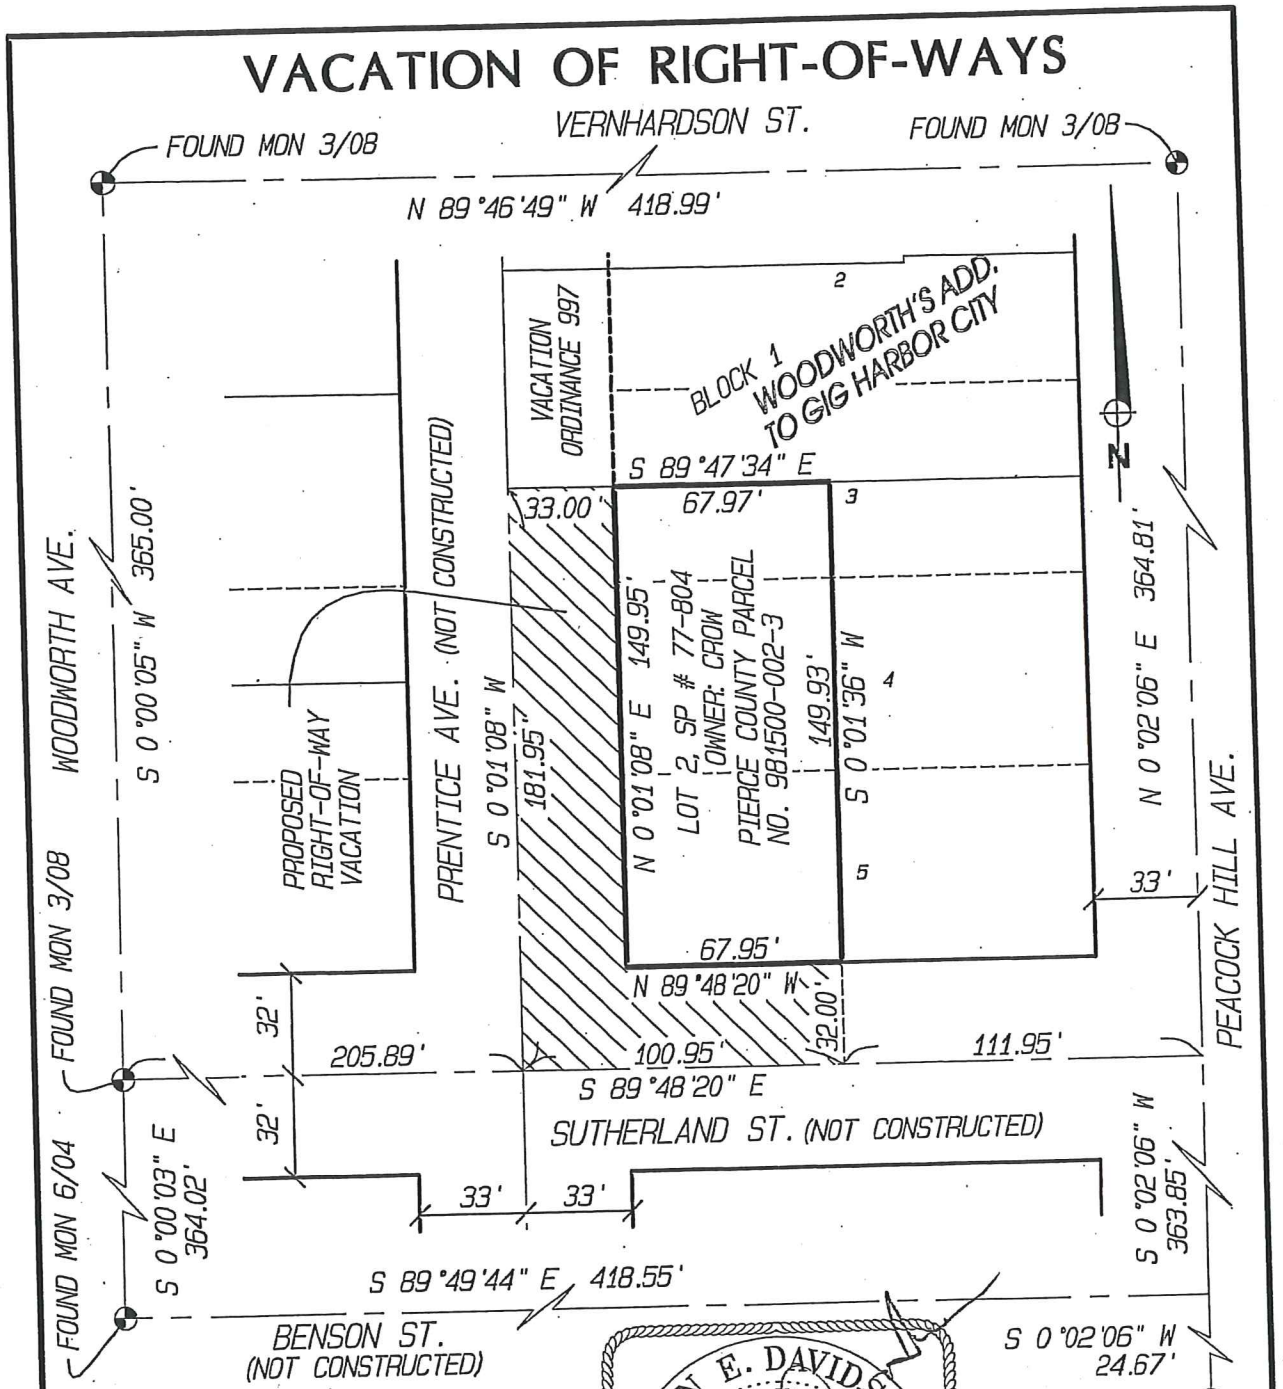 VACATION OF RIGHT-OF-WAYS
VERNHARDSON ST.
FOUND MON 3/08
FOUND MON 3/08
N 89°46'49" W 418.99'
VACATION
ORDINANCE 997
2
BLOCK 1
WOODWORTH'S ADD.
TO GIG HARBOR CITY
N
S 89°47'34" E
67.97'
33.00'
3
WOODWORTH AVE.
S 0°00'05" W 365.00'
PRENTICE AVE. (NOT CONSTRUCTED)
S 0°01'08" W
181.95'
N 0°01'08" E 149.95'
LOT 2, SP # 77-804
OWNER: CROW
PIERCE COUNTY PARCEL
NO. 981500-002-3
149.93'
S 0°01'36" W
4
5
N 0°02'06" E 364.81'
PEACOCK HILL AVE.
33'
PROPOSED
RIGHT-OF-WAY
VACATION
67.95'
N 89°48'20" W
32.00'
FOUND MON 3/08
32'
32'
205.89'
100.95'
111.95'
S 89°48'20" E
SUTHERLAND ST. (NOT CONSTRUCTED)
FOUND MON 6/04
S 0°00'03" E
364.02'
33'
33'
S 0°02'06" W
363.85'
S 89°49'44" E 418.55'
BENSON ST.
(NOT CONSTRUCTED)
S 0°02'06" W
24.67'
E. DAVIDS